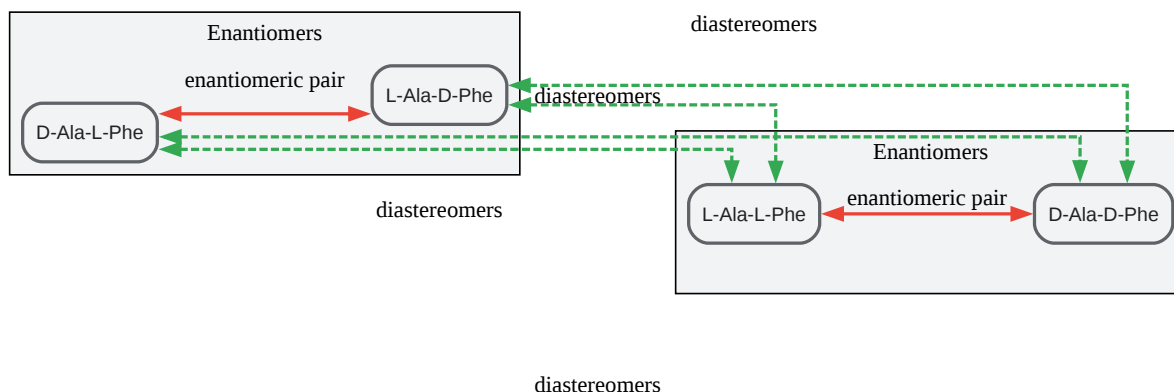 Enantiomers
diastereomers
enantiomeric pair
L-Ala-D-Phe
diastereomers
D-Ala-L-Phe
Enantiomers
enantiomeric pair
diastereomers
L-Ala-L-Phe
D-Ala-D-Phe
diastereomers